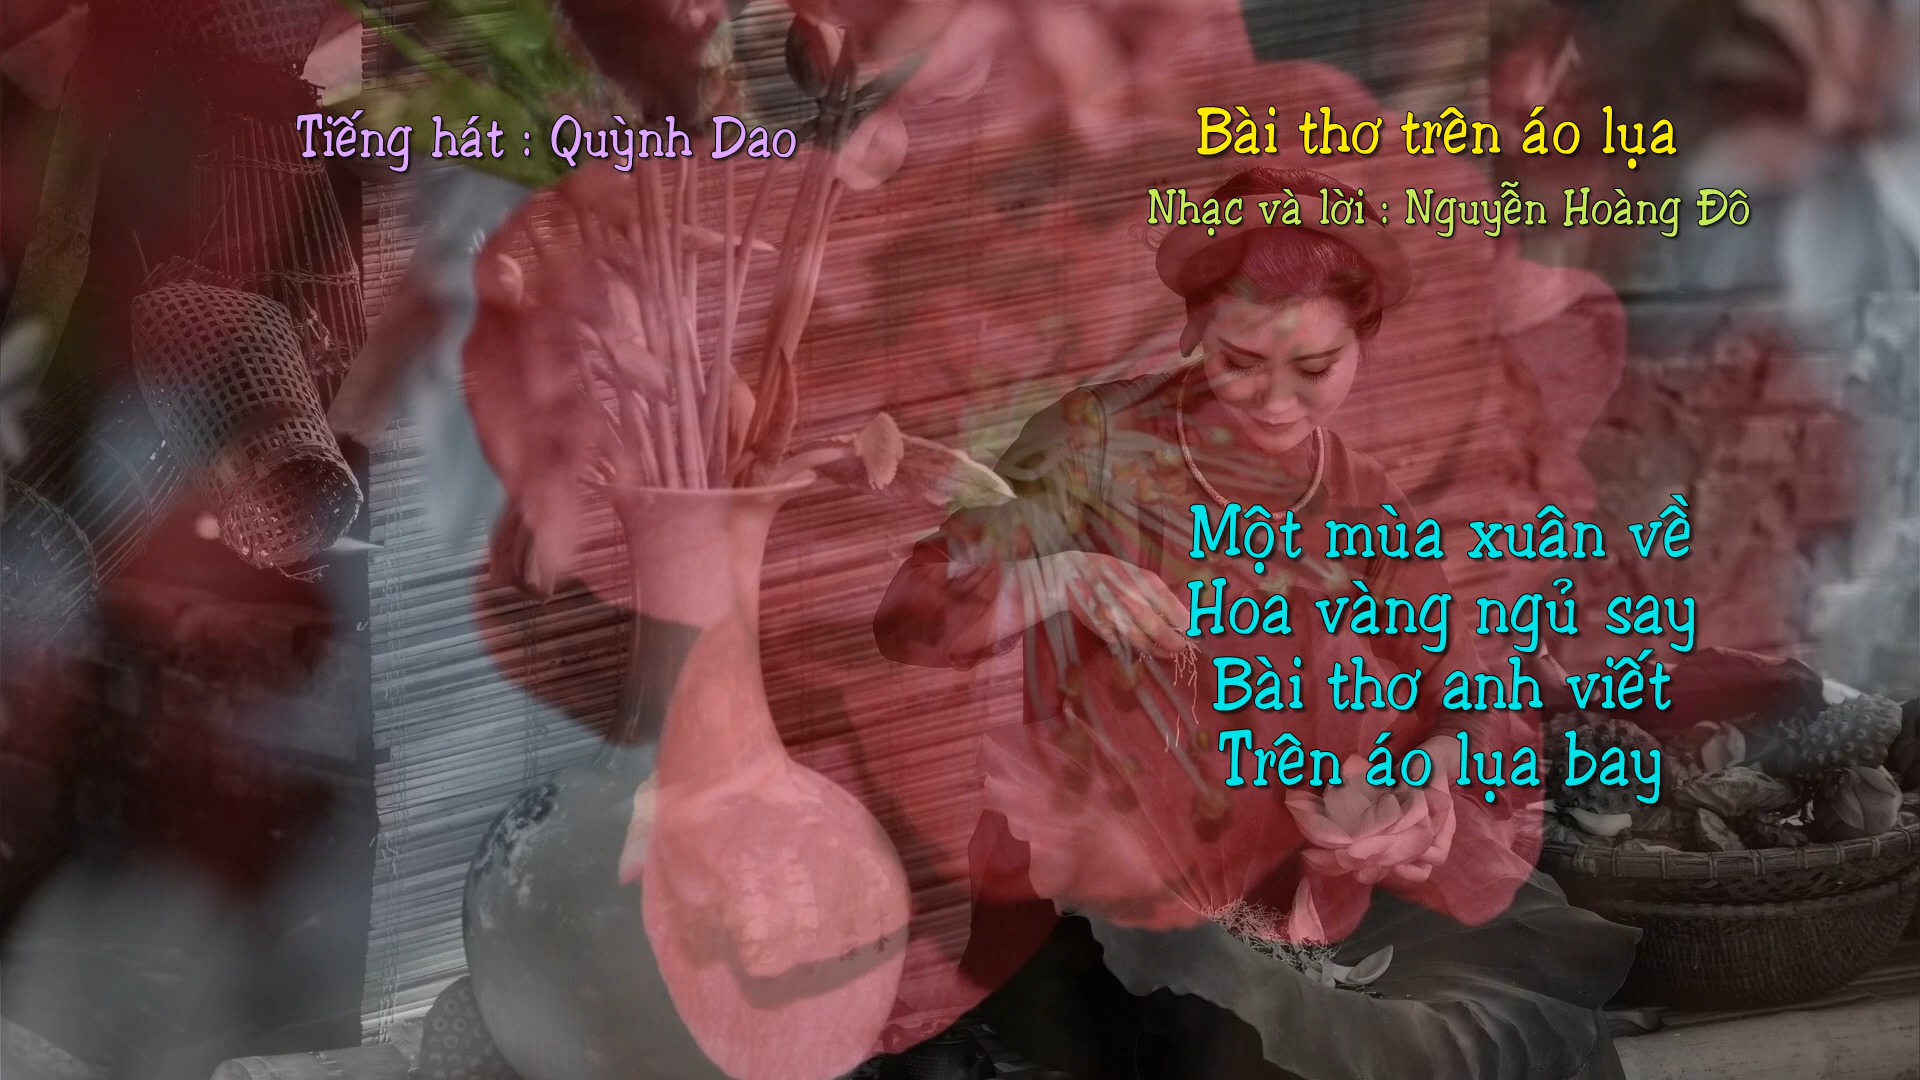 Tiếng hát : Quỳnh Dao
Bài thơ trên áo lụa
Nhạc và lời : Nguyễn Hoàng Đô
Một mùa xuân về
Hoa vàng ngủ say
Bài thơ anh viết
Trên áo lụa bay